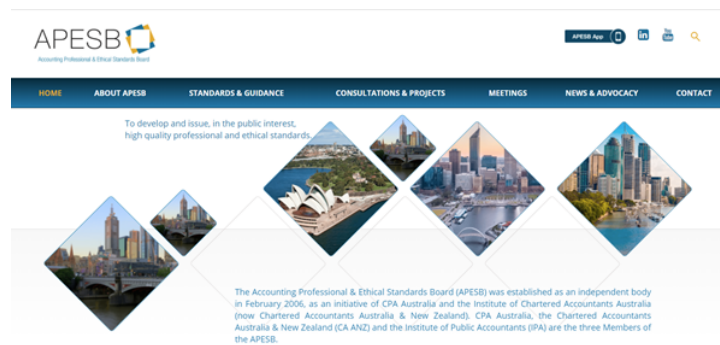 APESB
Accounting Professional & Ethical Standards Board
APESB App
in
You
Tube
HOME
ABOUT APESB
STANDARDS & GUIDANCE
CONSULTATIONS & PROJECTS
MEETINGS
NEWS & ADVOCACY
CONTACT
To develop and issue, in the public interest,
high quality professional and ethical standards.
The Accounting Professional & Ethical Standards Board (APESB) was established as an independent body
in February 2006, as an initiative of CPA Australia and the Institute of Chartered Accountants Australia
(now Chartered Accountants Australia & New Zealand). CPA Australia, the Chartered Accountants
Australia & New Zealand (CA ANZ) and the Institute of Public Accountants (IPA) are the three Members of
the APESB.